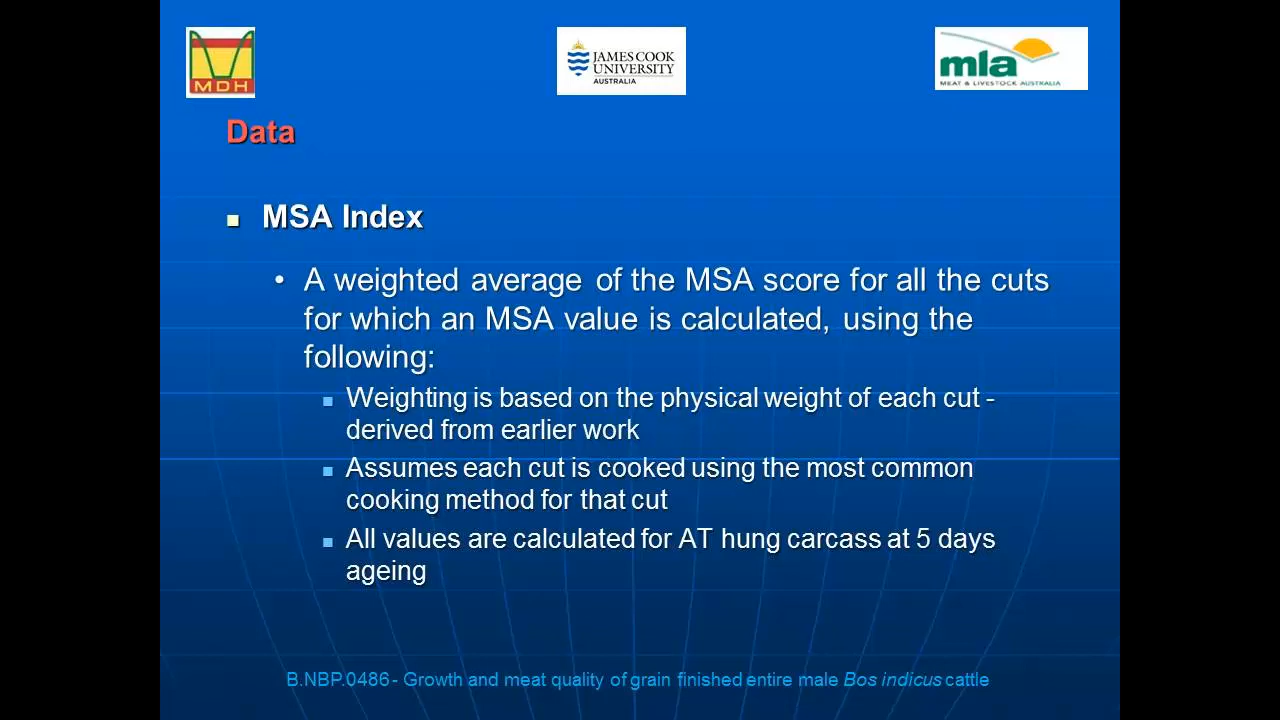 MDH
JAMES COOK
UNIVERSITY
AUSTRALIA
mla
MEAT & LIVESTOCK AUSTRALIA
Data
MSA Index
• A weighted average of the MSA score for all the cuts
for which an MSA value is calculated, using the
following:
Weighting is based on the physical weight of each cut -
derived from earlier work
Assumes each cut is cooked using the most common
cooking method for that cut
All values are calculated for AT hung carcass at 5 days
ageing
B.NBP.0486 - Growth and meat quality of grain finished entire male Bos indicus cattle